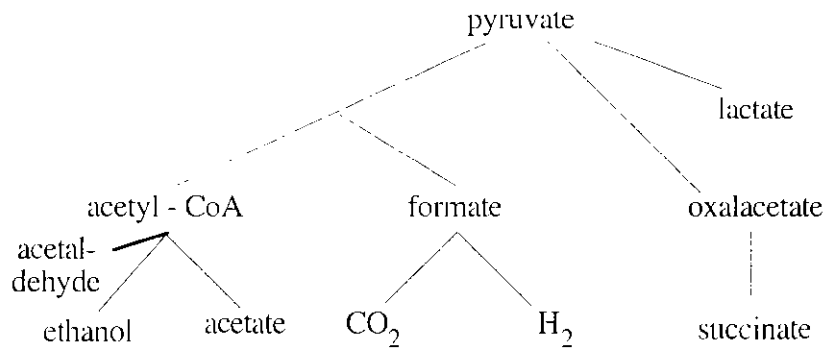 pyruvate
lactate
acetyl - CoA
formate
oxalacetate
acetal-
dehyde
ethanol
acetate
CO2
H2
succinate